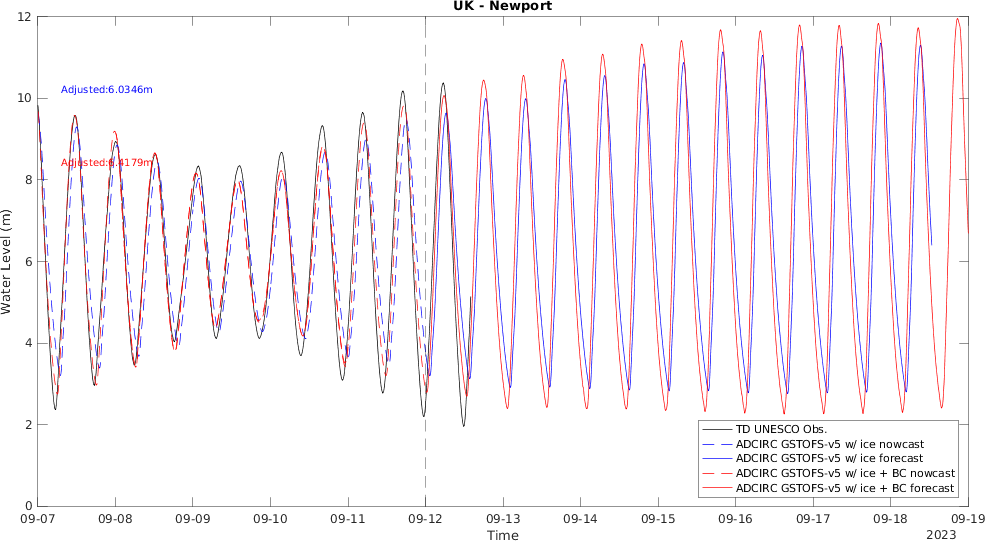 UK - Newport
12
10
8
6
4
2
0
Water Level (m)
Adjusted:6.0346m
Adjusted:6.4179m
TD UNESCO Obs.
ADCIRC GSTOFS-v5 w/ ice nowcast
ADCIRC GSTOFS-v5 w/ ice forecast
ADCIRC GSTOFS-v5 w/ ice + BC nowcast
ADCIRC GSTOFS-v5 w/ ice + BC forecast
09-07 09-08 09-09 09-10 09-11 09-12 09-13 09-14 09-15 09-16 09-17 09-18 09-19
Time
2023